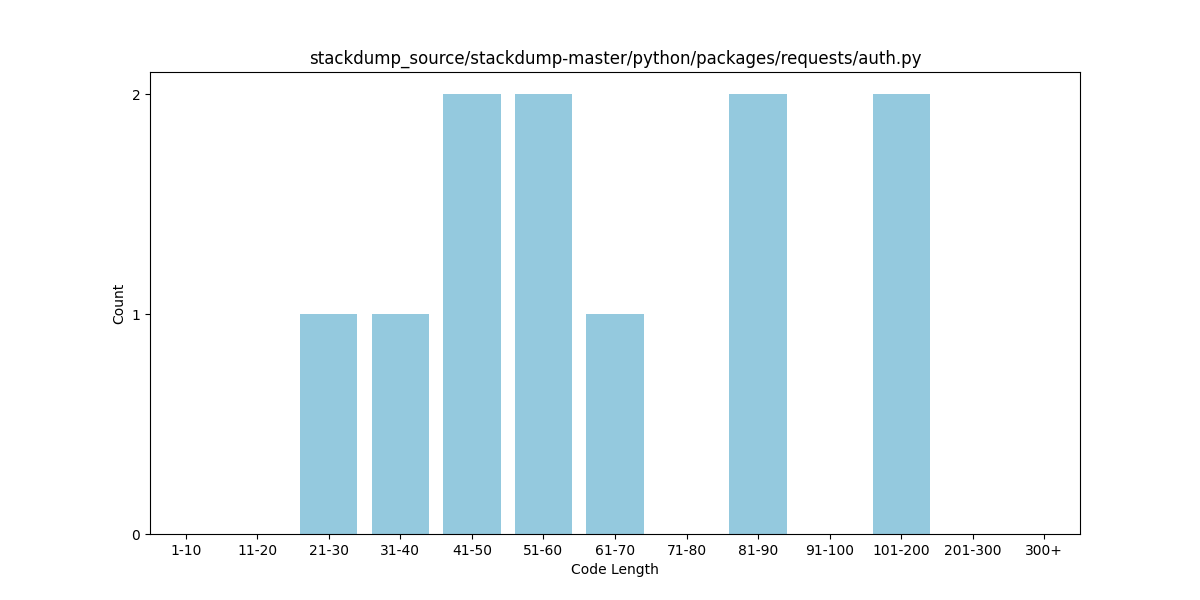 stackdump_source/stackdump-master/python/packages/requests/auth.py
2
1
0
Count
1-10 11-20 21-30 31-40 41-50 51-60 61-70 71-80 81-90 91-100 101-200 201-300 300+
Code Length